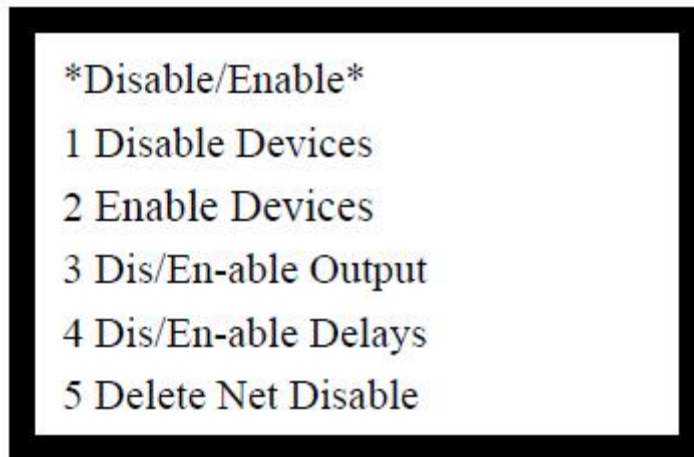 *Disable/Enable*
1 Disable Devices
2 Enable Devices
3 Dis/En-able Output
4 Dis/En-able Delays
5 Delete Net Disable